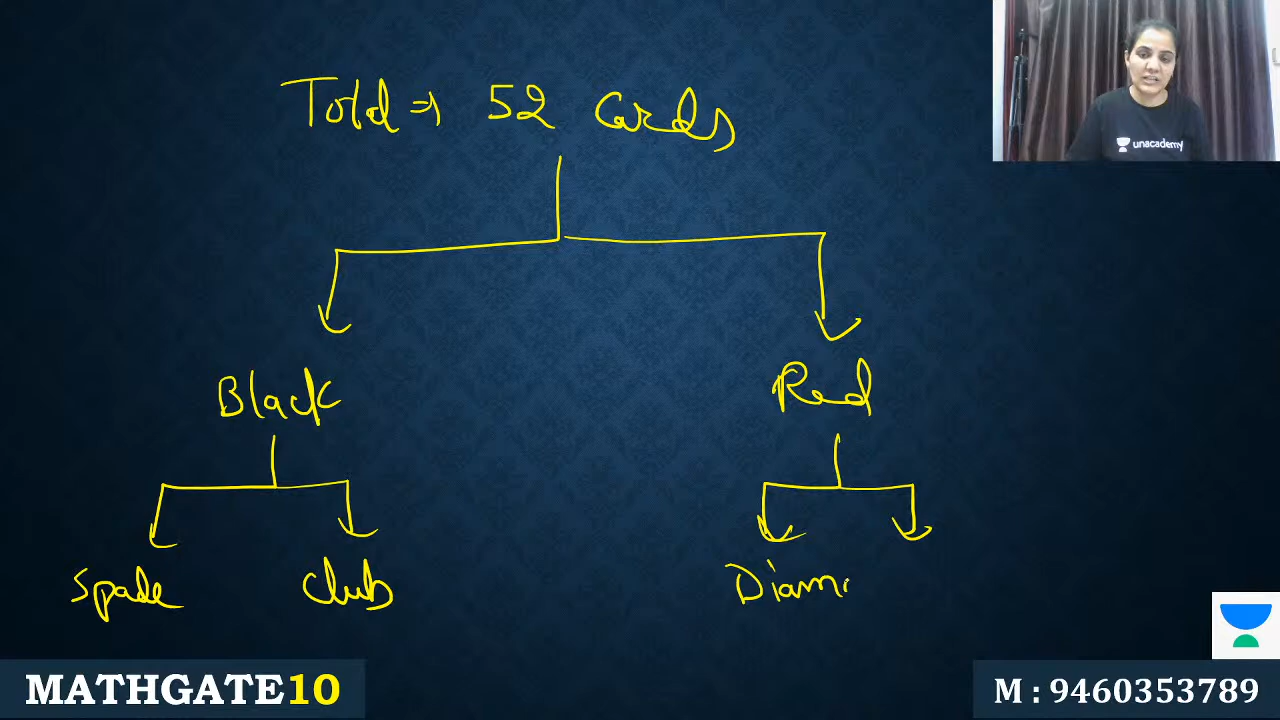 Total ⇒ 52 Cards
unacademy
Black Red
Spade Club Diam
MATHGATE10
M : 9460353789